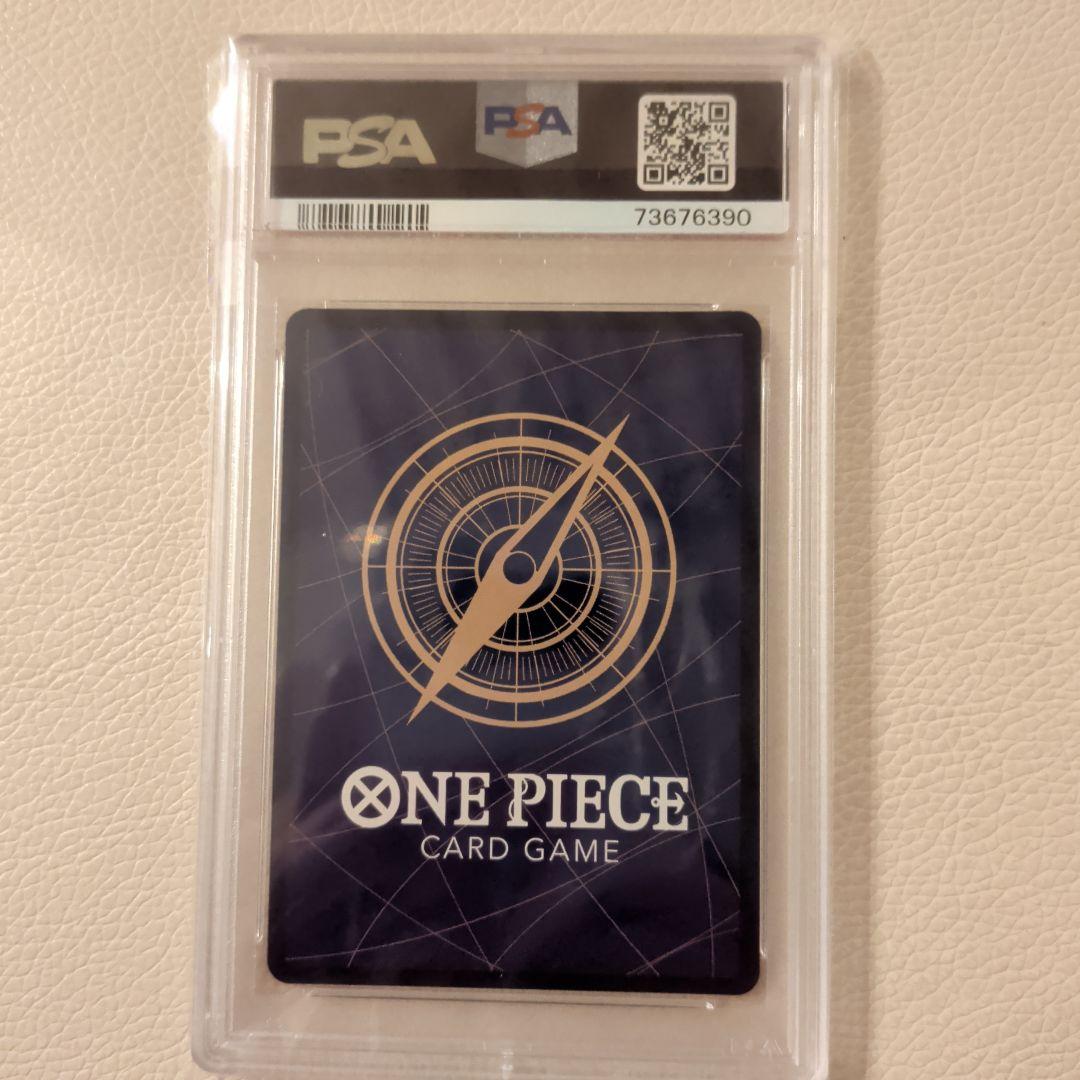 PSA
PSA
73676390
ONE PIECE
CARD GAME